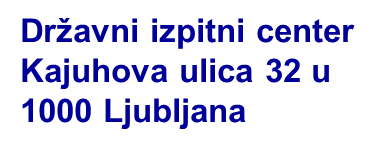 Državni izpitni center
Kajuhova ulica 32 u
1000 Ljubljana